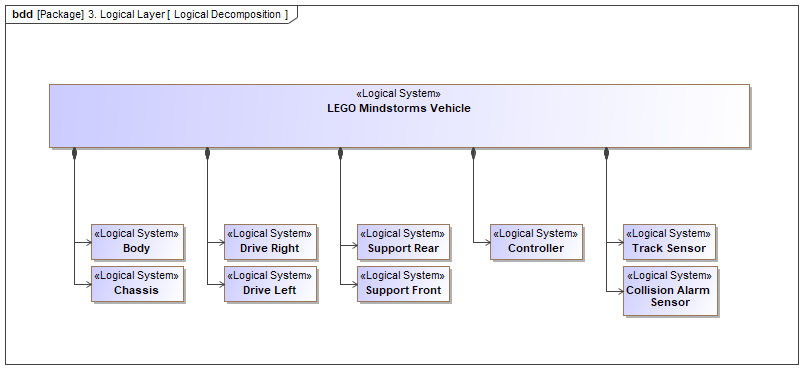 bdd [Package] 3. Logical Layer [ Logical Decomposition ]
«Logical System»
LEGO Mindstorms Vehicle
«Logical System»
Body
«Logical System»
Chassis
«Logical System»
Drive Right
«Logical System»
Drive Left
«Logical System»
Support Rear
«Logical System»
Support Front
«Logical System»
Controller
«Logical System»
Track Sensor
«Logical System»
Collision Alarm
Sensor